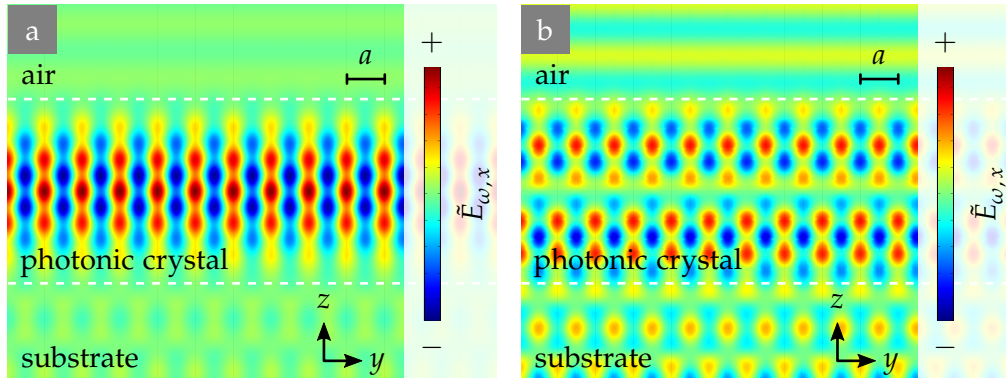 a
air
a
photonic crystal
substrate
z
y
+
Ẽω,x
−
b
air
a
photonic crystal
substrate
z
y
+
Ẽω,x
−